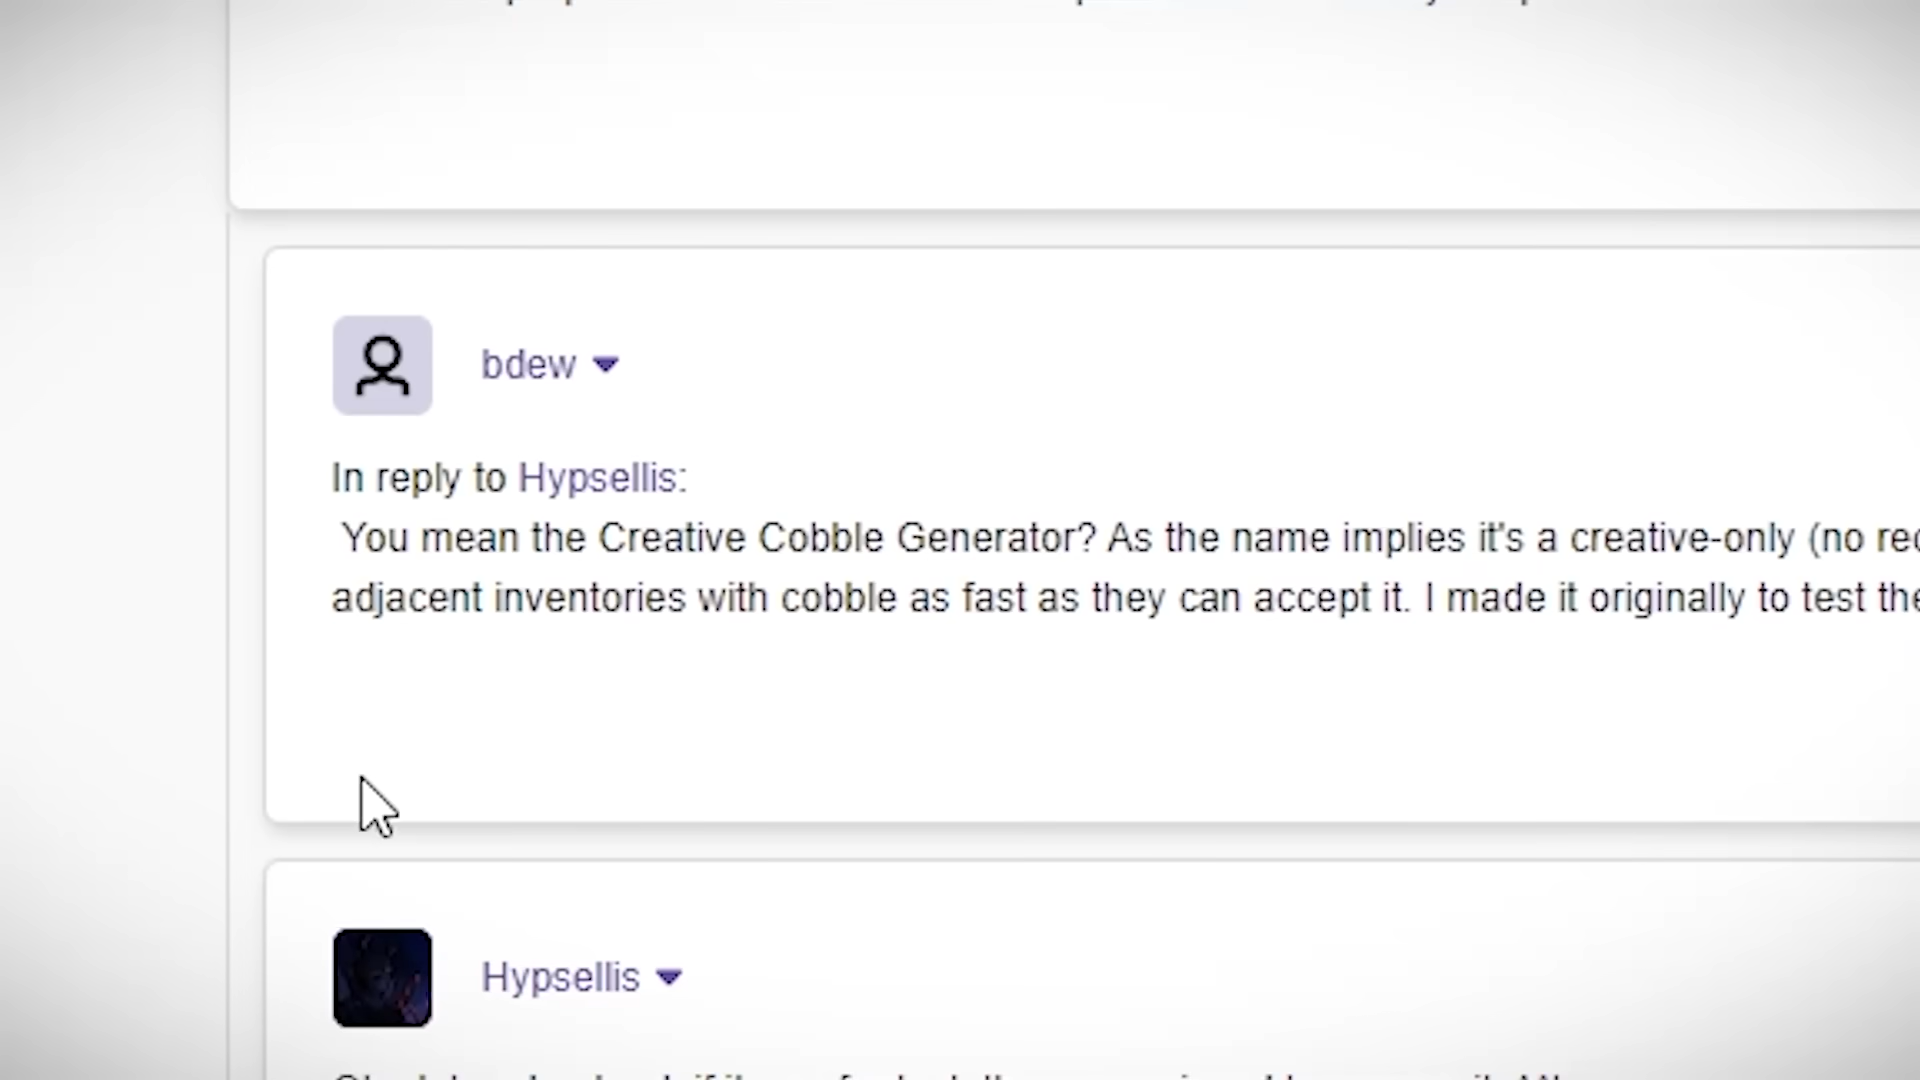 bdew
In reply to Hypsellis:
You mean the Creative Cobble Generator? As the name implies it's a creative-only (no
adjacent inventories with cobble as fast as they can accept it. I made it originally to test
Hypsellis